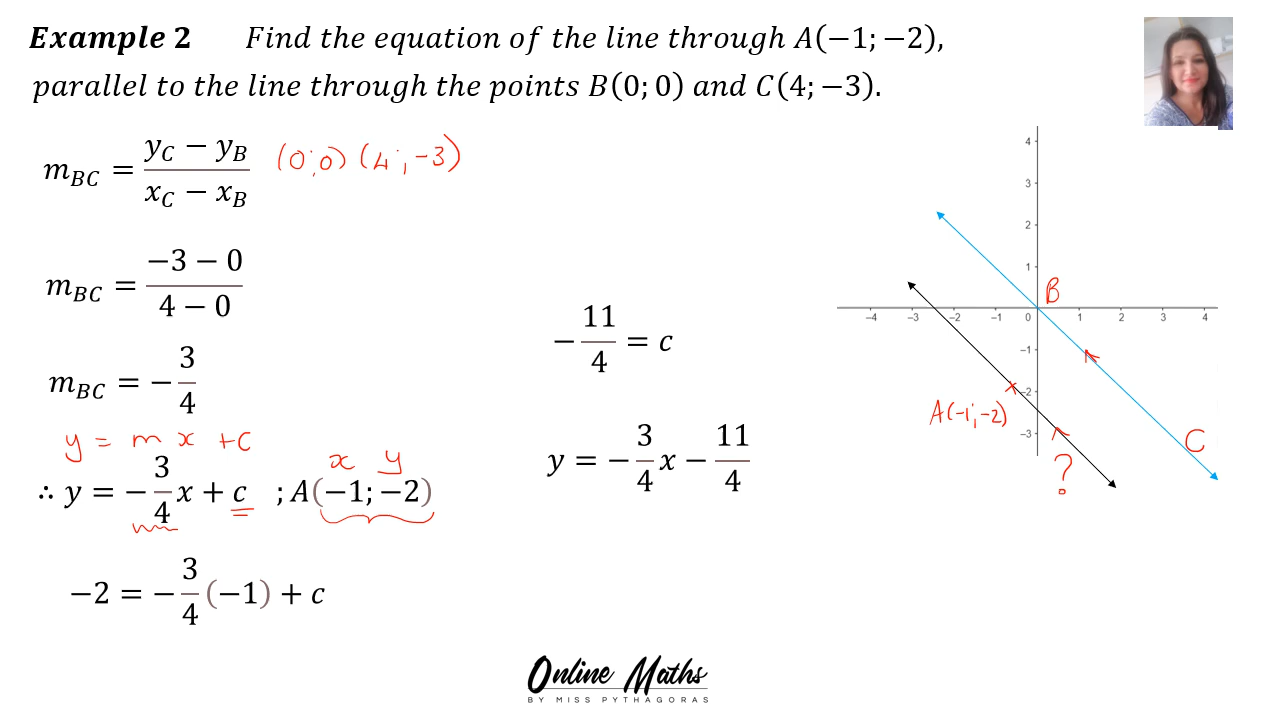 Example 2 Find the equation of the line through A(−1; −2),
parallel to the line through the points B(0; 0) and C(4; −3).
m_BC = (y_C − y_B)/(x_C − x_B) (0;0) (4;-3)
m_BC = (−3 − 0)/(4 − 0)
m_BC = −3/4
y = m x + c
x y
∴ y = −3/4 x + c ; A(−1; −2)
−2 = −3/4 (−1) + c
−11/4 = c
y = −3/4 x − 11/4
4
3
2
1
B
−4 −3 −2 −1 0 1 2 3 4
−1
−2
A(-1;-2)
−3
C
?
Online Maths
BY MISS PYTHAGORAS